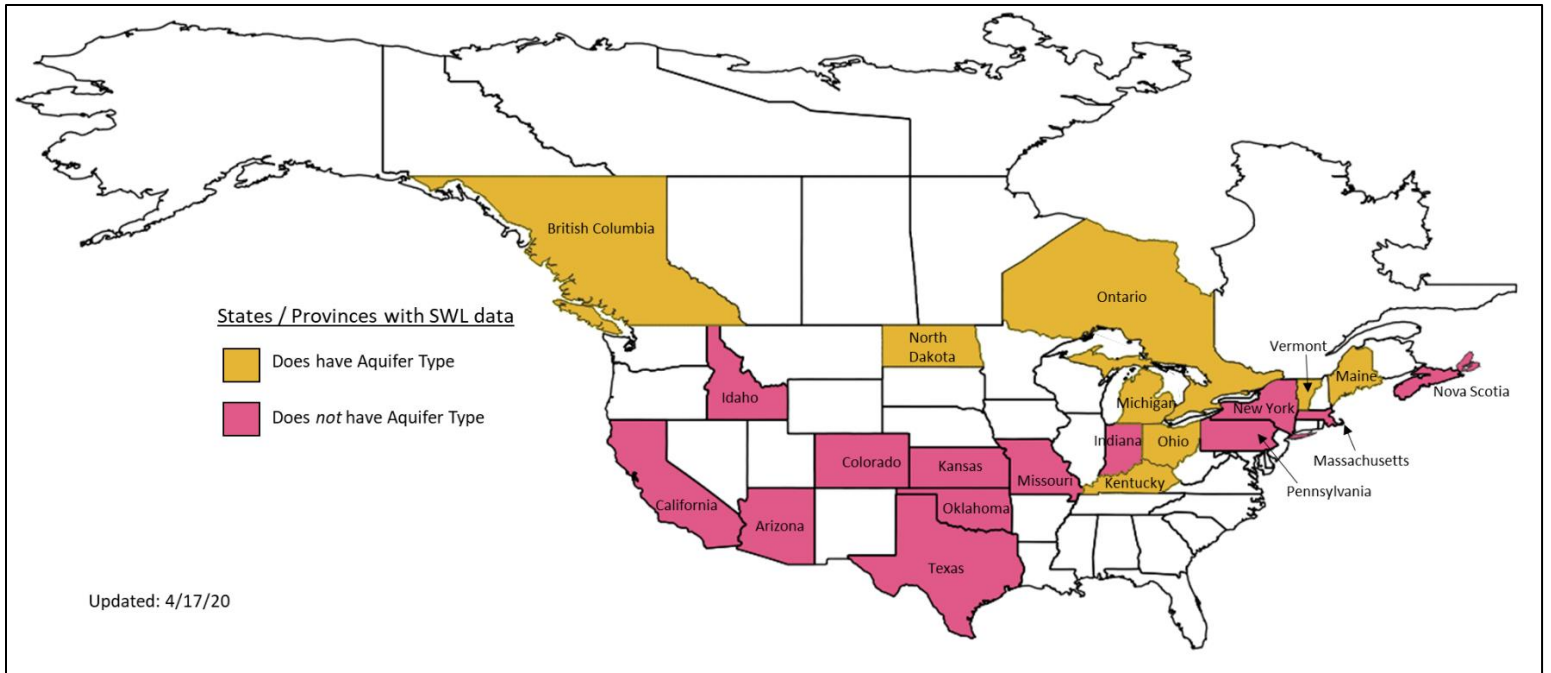 British Columbia
Ontario
States / Provinces with SWL data
Does have Aquifer Type
Does not have Aquifer Type
North
Dakota
Vermont
Maine
Michigan
Nova Scotia
Idaho
New York
Indiana
Ohio
Massachusetts
Colorado
Kansas
Missouri
Kentucky
Pennsylvania
California
Oklahoma
Arizona
Texas
Updated: 4/17/20